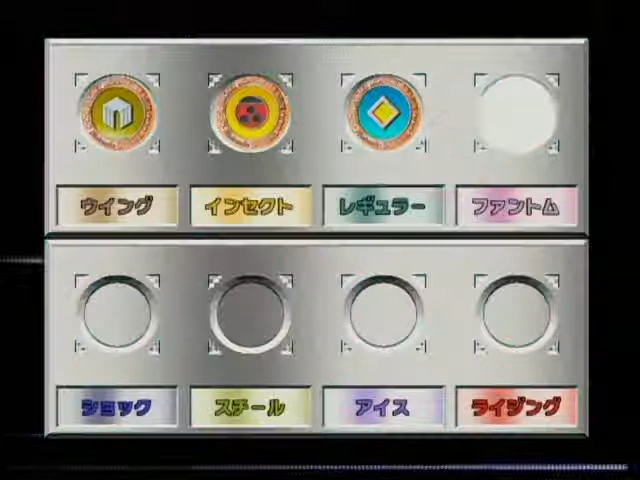 ウイング
インセクト
レギュラー
ファントム
ショック
スチール
アイス
ライジング